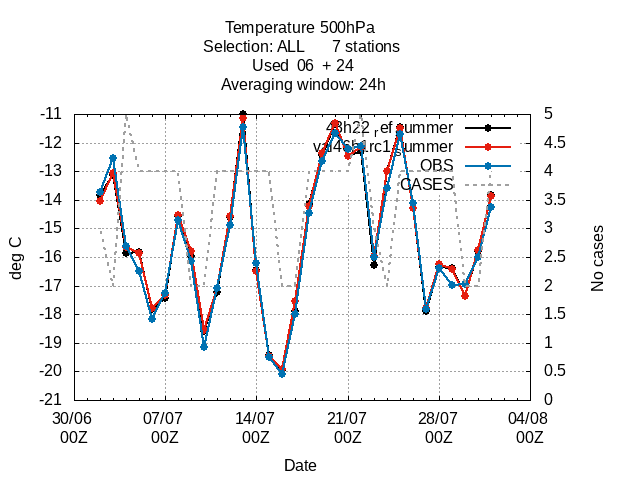 Temperature 500hPa
Selection: ALL 7 stations
Used 06 + 24
Averaging window: 24h
-11
-12
-13
-14
-15
-16
-17
-18
-19
-20
-21
5
4.5
4
3.5
3
2.5
2
1.5
1
0.5
0
summer
summer
OBS
CASES
deg C
No cases
30/06 07/07 14/07 21/07 28/07 04/08
00Z 00Z 00Z 00Z 00Z 00Z
Date